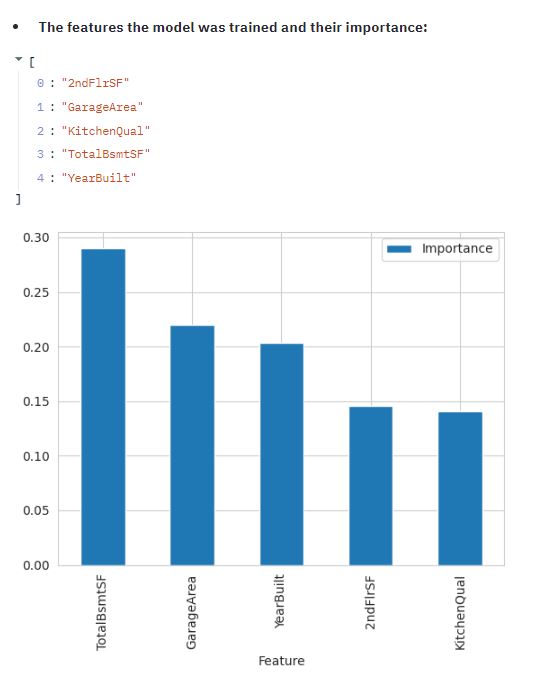 • The features the model was trained and their importance:
[
0 : "2ndFlrSF"
1 : "GarageArea"
2 : "KitchenQual"
3 : "TotalBsmtSF"
4 : "YearBuilt"
]
Importance
0.30
0.25
0.20
0.15
0.10
0.05
0.00
TotalBsmtSF
GarageArea
YearBuilt
2ndFlrSF
KitchenQual
Feature